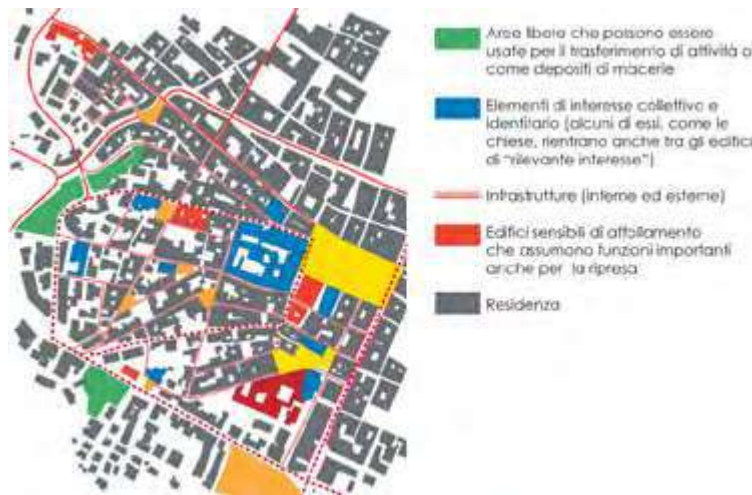 Aree libere che possono essere
usate per il trasferimento di attività o
come depositi di macerie
Elementi di interesse collettivo e
identitario (alcuni di essi, come le
chiese, rientrano anche tra gli edifici
di "rilevante interesse")
Infrastrutture (interne ed esterne)
Edifici sensibili di affollamento
che assumono funzioni importanti
anche per la ripresa
Residenza